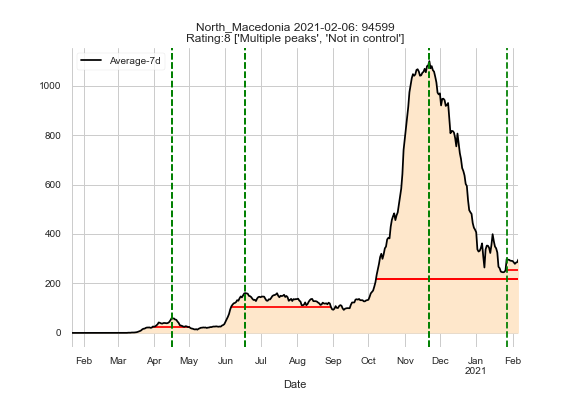 North_Macedonia 2021-02-06: 94599
Rating:8 ['Multiple peaks', 'Not in control']
Average-7d
1000
800
600
400
200
0
Feb Mar Apr May Jun Jul Aug Sep Oct Nov Dec Jan Feb
2021
Date